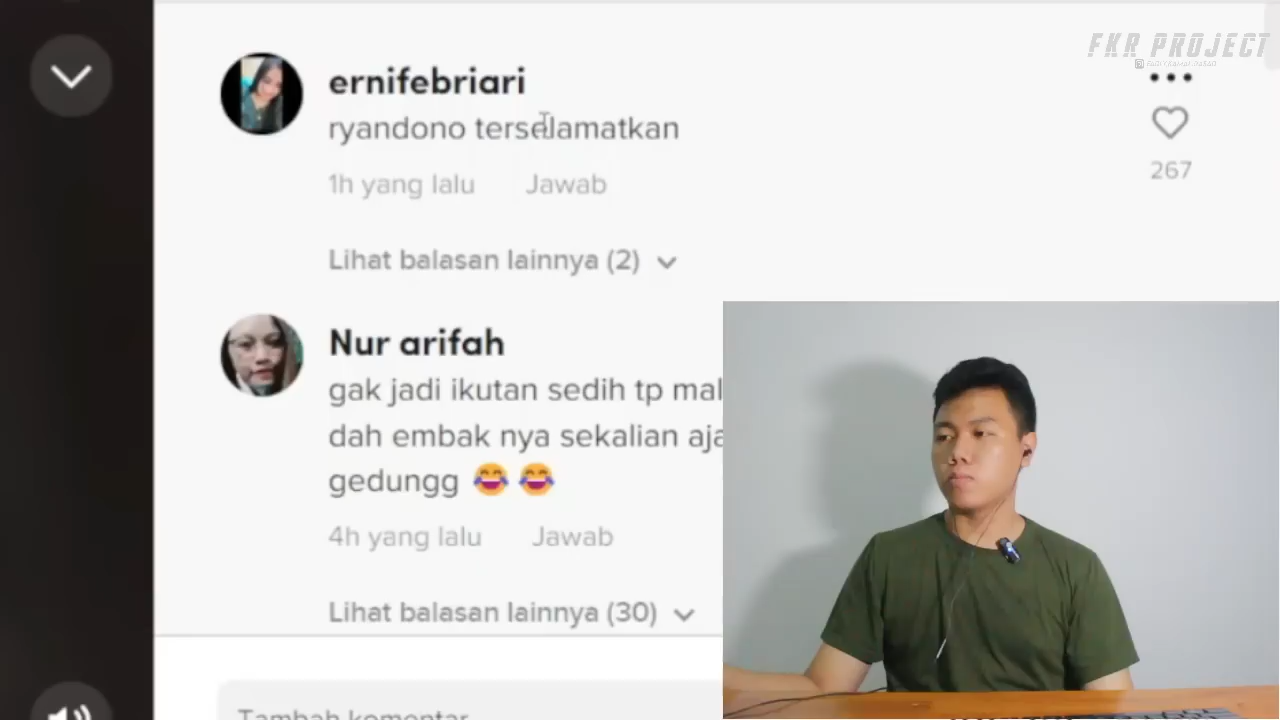 FKR PROJECT
ernifebriari
ryandono terselamatkan
1h yang lalu Jawab
267
Lihat balasan lainnya (2)
Nur arifah
gak jadi ikutan sedih tp mal
dah embak nya sekalian aja
gedungg 😂 😂
4h yang lalu Jawab
Lihat balasan lainnya (30)
Tambah komentar